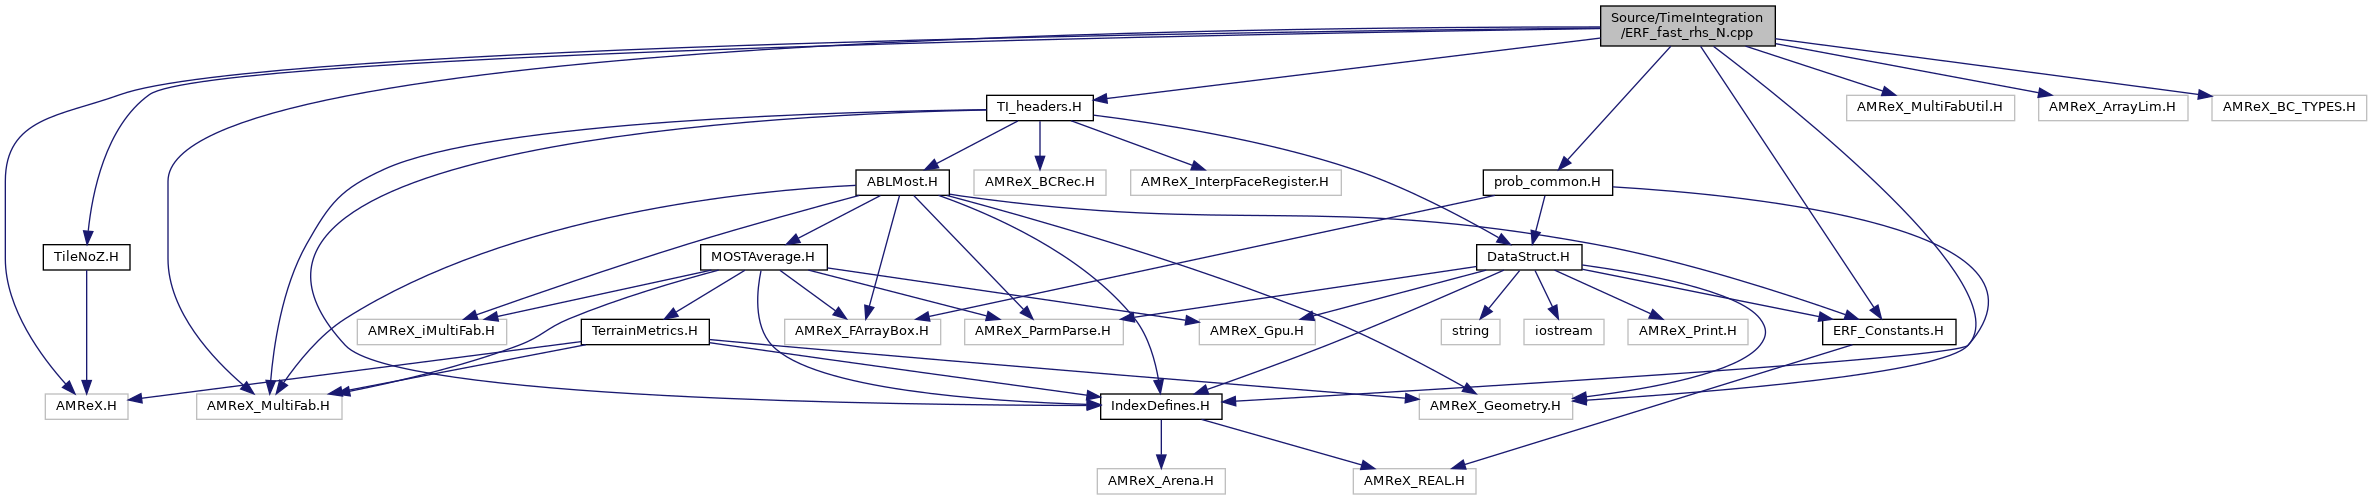 Source/TimeIntegration
/ERF_fast_rhs_N.cpp
TI_headers.H
AMReX_MultiFabUtil.H
AMReX_ArrayLim.H
AMReX_BC_TYPES.H
ABLMost.H
AMReX_BCRec.H
AMReX_InterpFaceRegister.H
prob_common.H
TileNoZ.H
MOSTAverage.H
DataStruct.H
AMReX_iMultiFab.H
TerrainMetrics.H
AMReX_FArrayBox.H
AMReX_ParmParse.H
AMReX_Gpu.H
string
iostream
AMReX_Print.H
ERF_Constants.H
AMReX.H
AMReX_MultiFab.H
IndexDefines.H
AMReX_Geometry.H
AMReX_Arena.H
AMReX_REAL.H